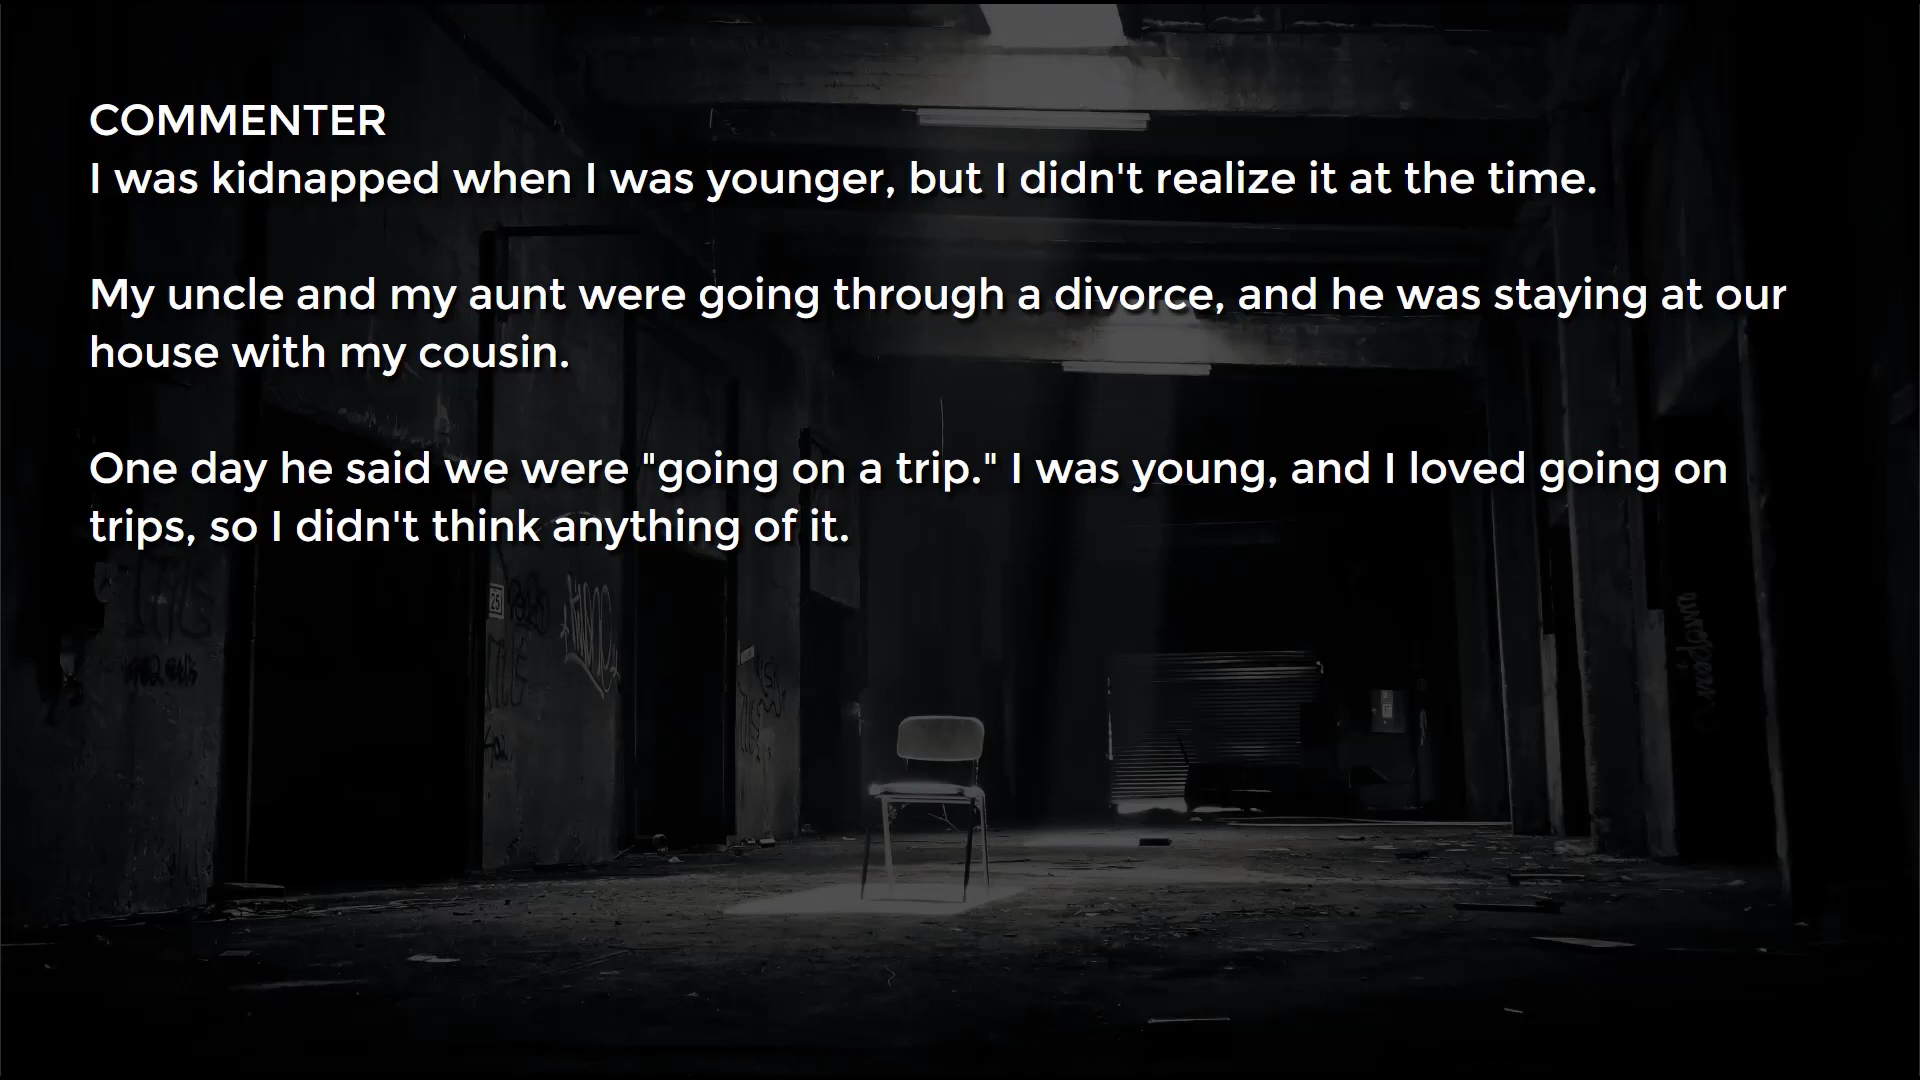 COMMENTER
I was kidnapped when I was younger, but I didn't realize it at the time.
My uncle and my aunt were going through a divorce, and he was staying at our
house with my cousin.
One day he said we were "going on a trip." I was young, and I loved going on
trips, so I didn't think anything of it.
25